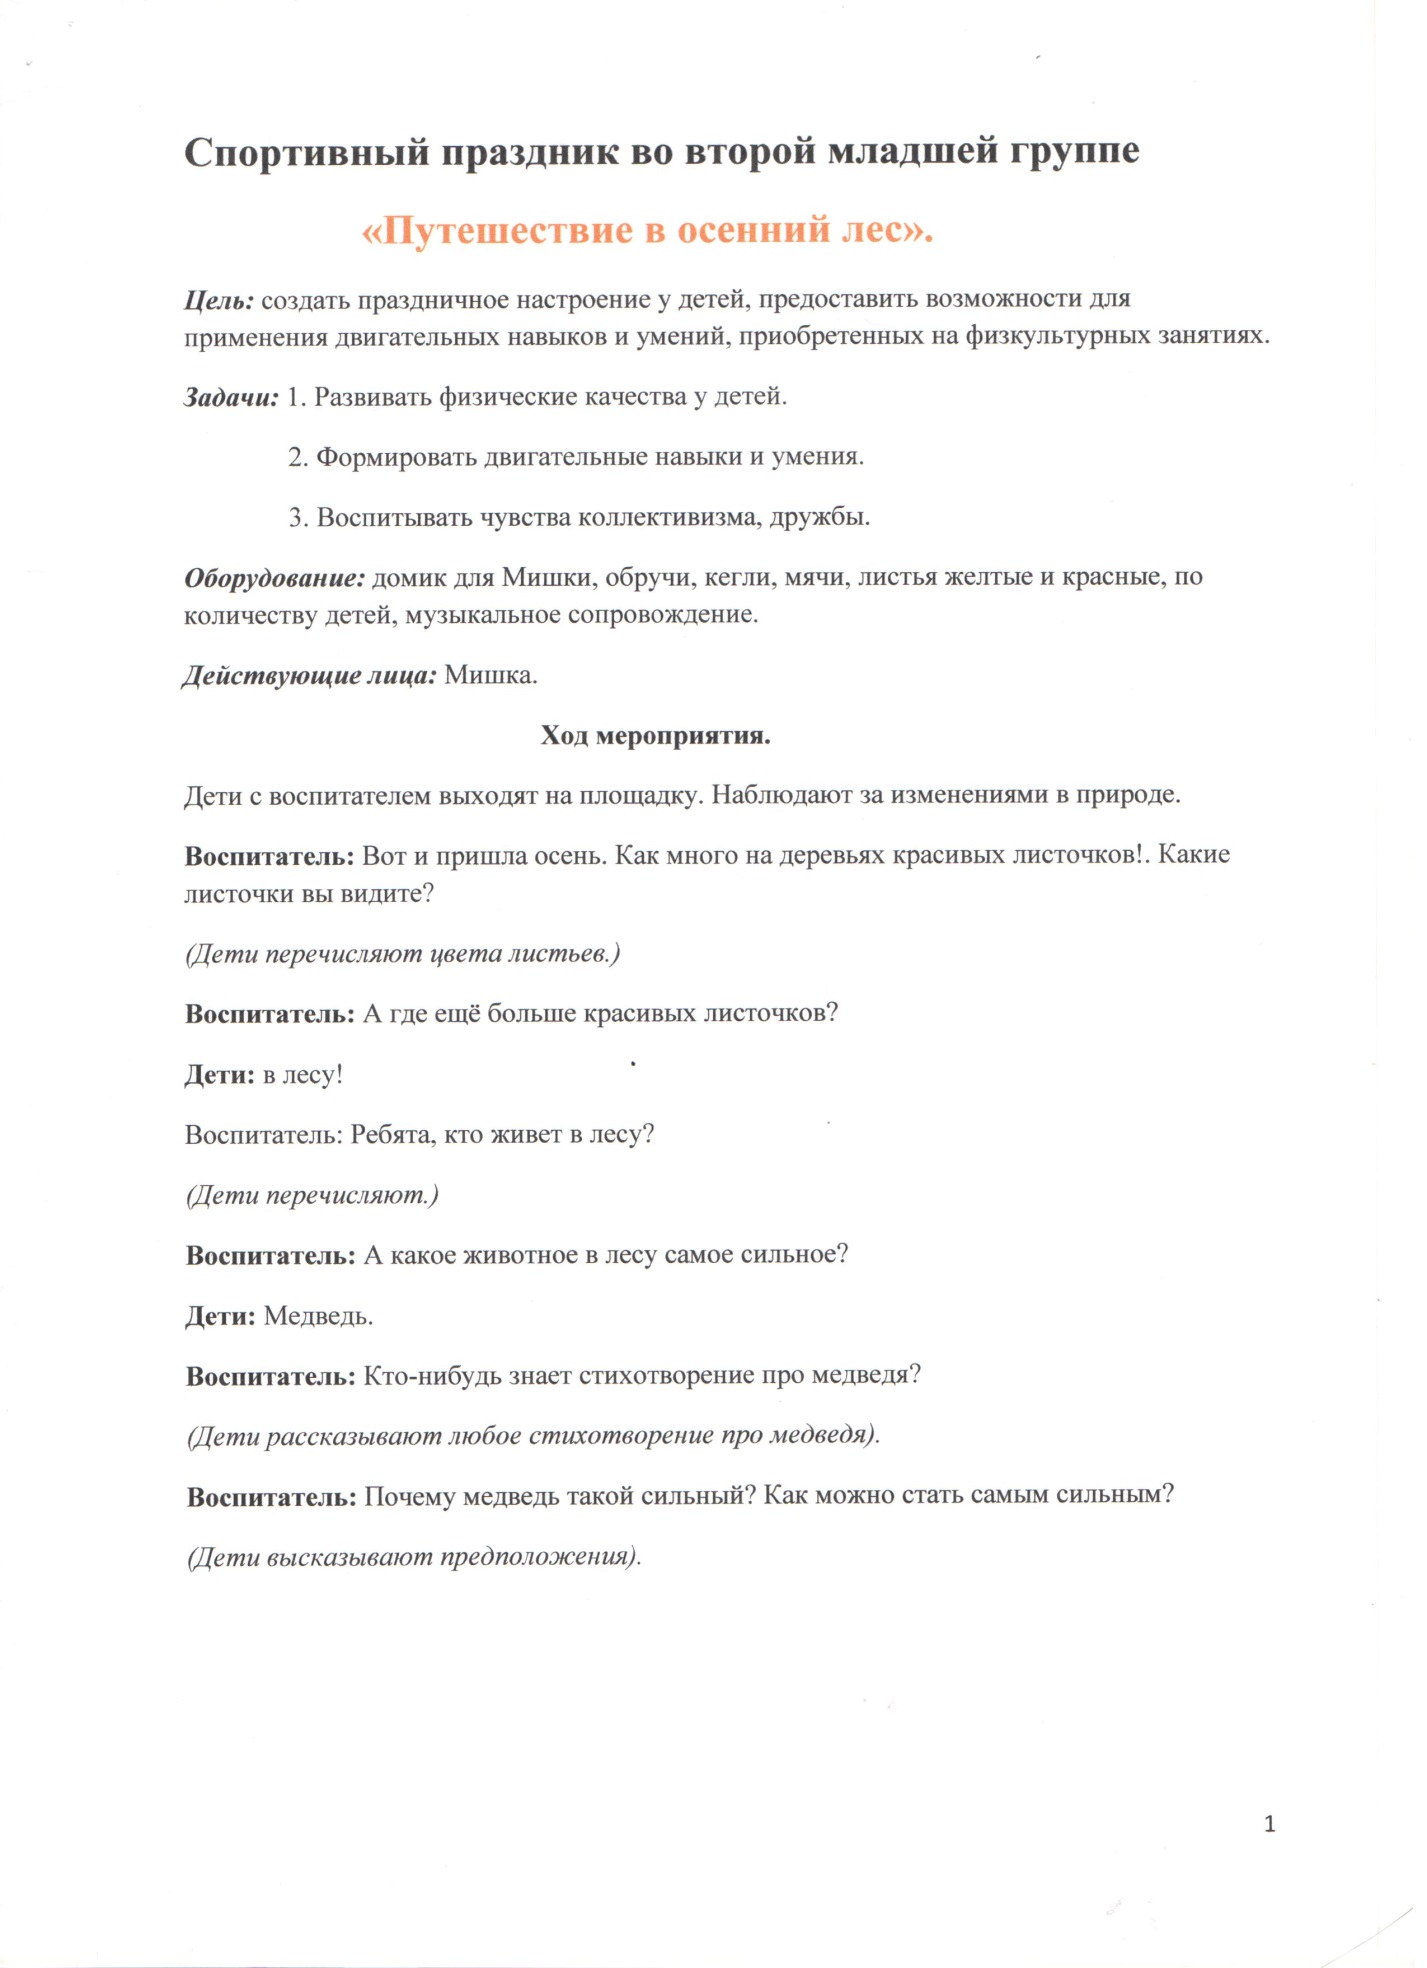 Спортивный праздник во второй младшей группе
«Путешествие в осенний лес».
Цель: создать праздничное настроение у детей, предоставить возможности для
применения двигательных навыков и умений, приобретенных на физкультурных занятиях.
Задачи: 1. Развивать физические качества у детей.
2. Формировать двигательные навыки и умения.
3. Воспитывать чувства коллективизма, дружбы.
Оборудование: домик для Мишки, обручи, кегли, мячи, листья желтые и красные, по
количеству детей, музыкальное сопровождение.
Действующие лица: Мишка.
Ход мероприятия.
Дети с воспитателем выходят на площадку. Наблюдают за изменениями в природе.
Воспитатель: Вот и пришла осень. Как много на деревьях красивых листочков!. Какие
листочки вы видите?
(Дети перечисляют цвета листьев.)
Воспитатель: А где ещё больше красивых листочков?
Дети: в лесу!
Воспитатель: Ребята, кто живет в лесу?
(Дети перечисляют.)
Воспитатель: А какое животное в лесу самое сильное?
Дети: Медведь.
Воспитатель: Кто-нибудь знает стихотворение про медведя?
(Дети рассказывают любое стихотворение про медведя).
Воспитатель: Почему медведь такой сильный? Как можно стать самым сильным?
(Дети высказывают предположения).
1